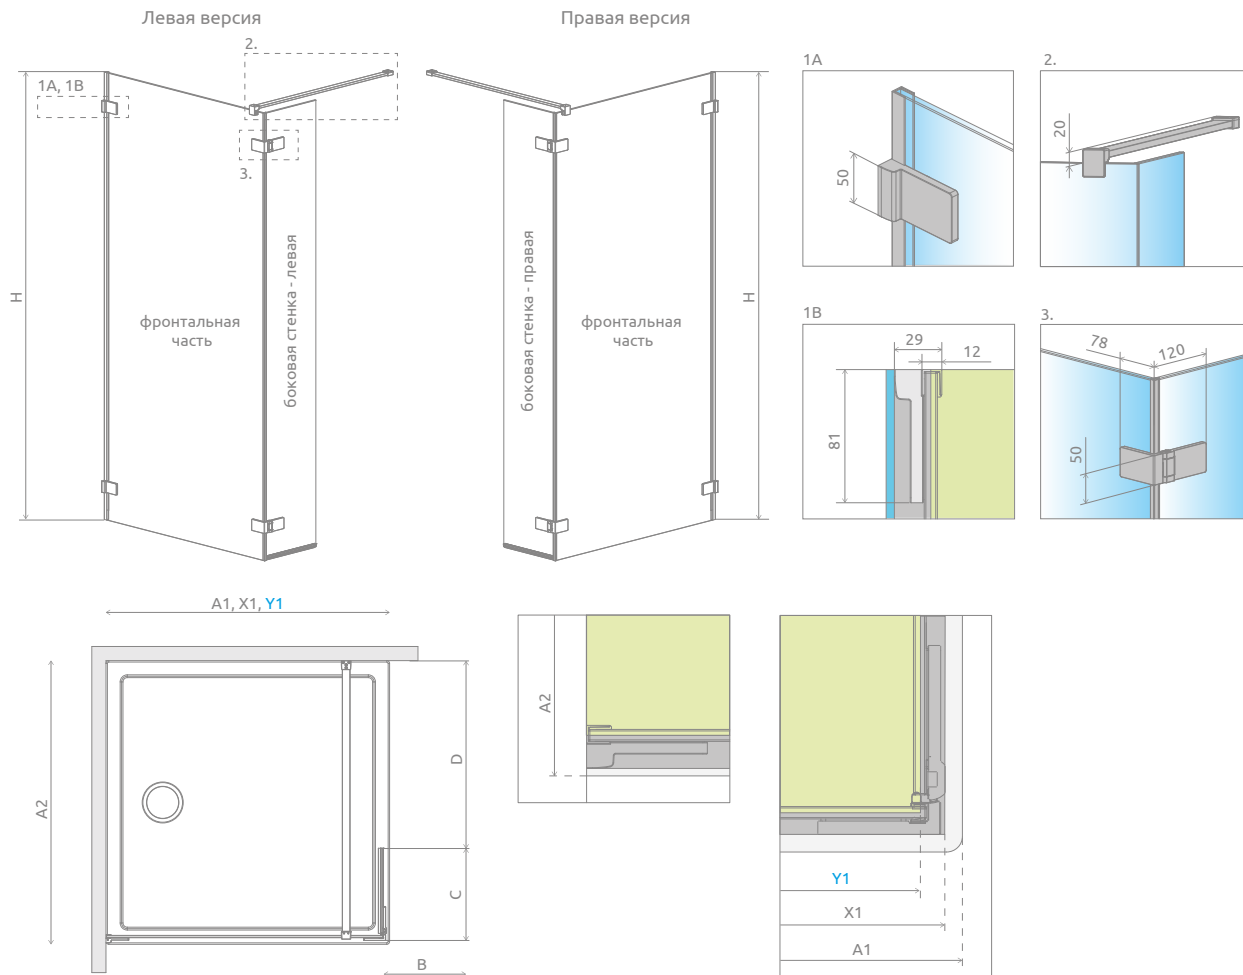 Левая версия
Правая версия
2.
1A, 1B
3.
H
фронтальная
часть
боковая стенка - левая
боковая стенка - правая
фронтальная
часть
H
1A
50
2.
20
1B
29
12
81
3.
78
120
50
A1, X1, Y1
A2
D
C
B
A2
Y1
X1
A1